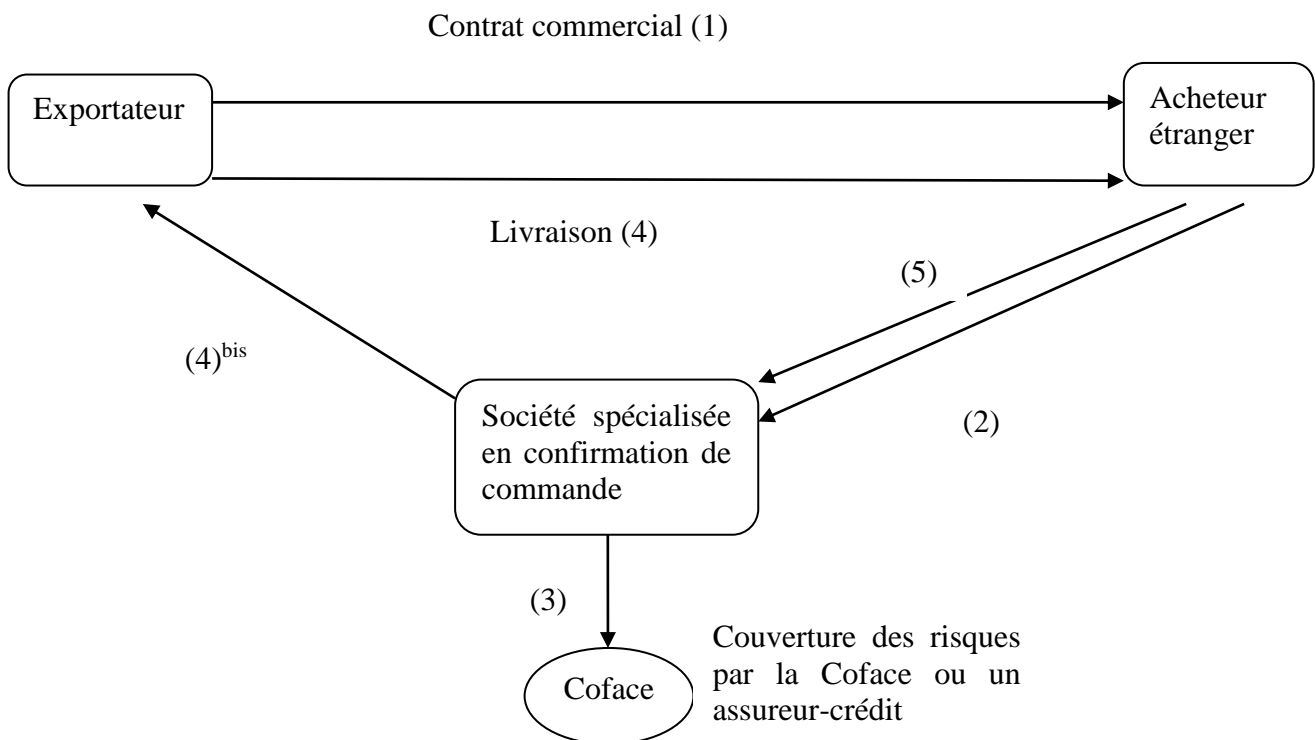 Contrat commercial (1)
Exportateur
Acheteur
étranger
Livraison (4)
(5)
(4)bis
(2)
Société spécialisée
en confirmation de
commande
(3)
Coface
Couverture des risques
par la Coface ou un
assureur-crédit